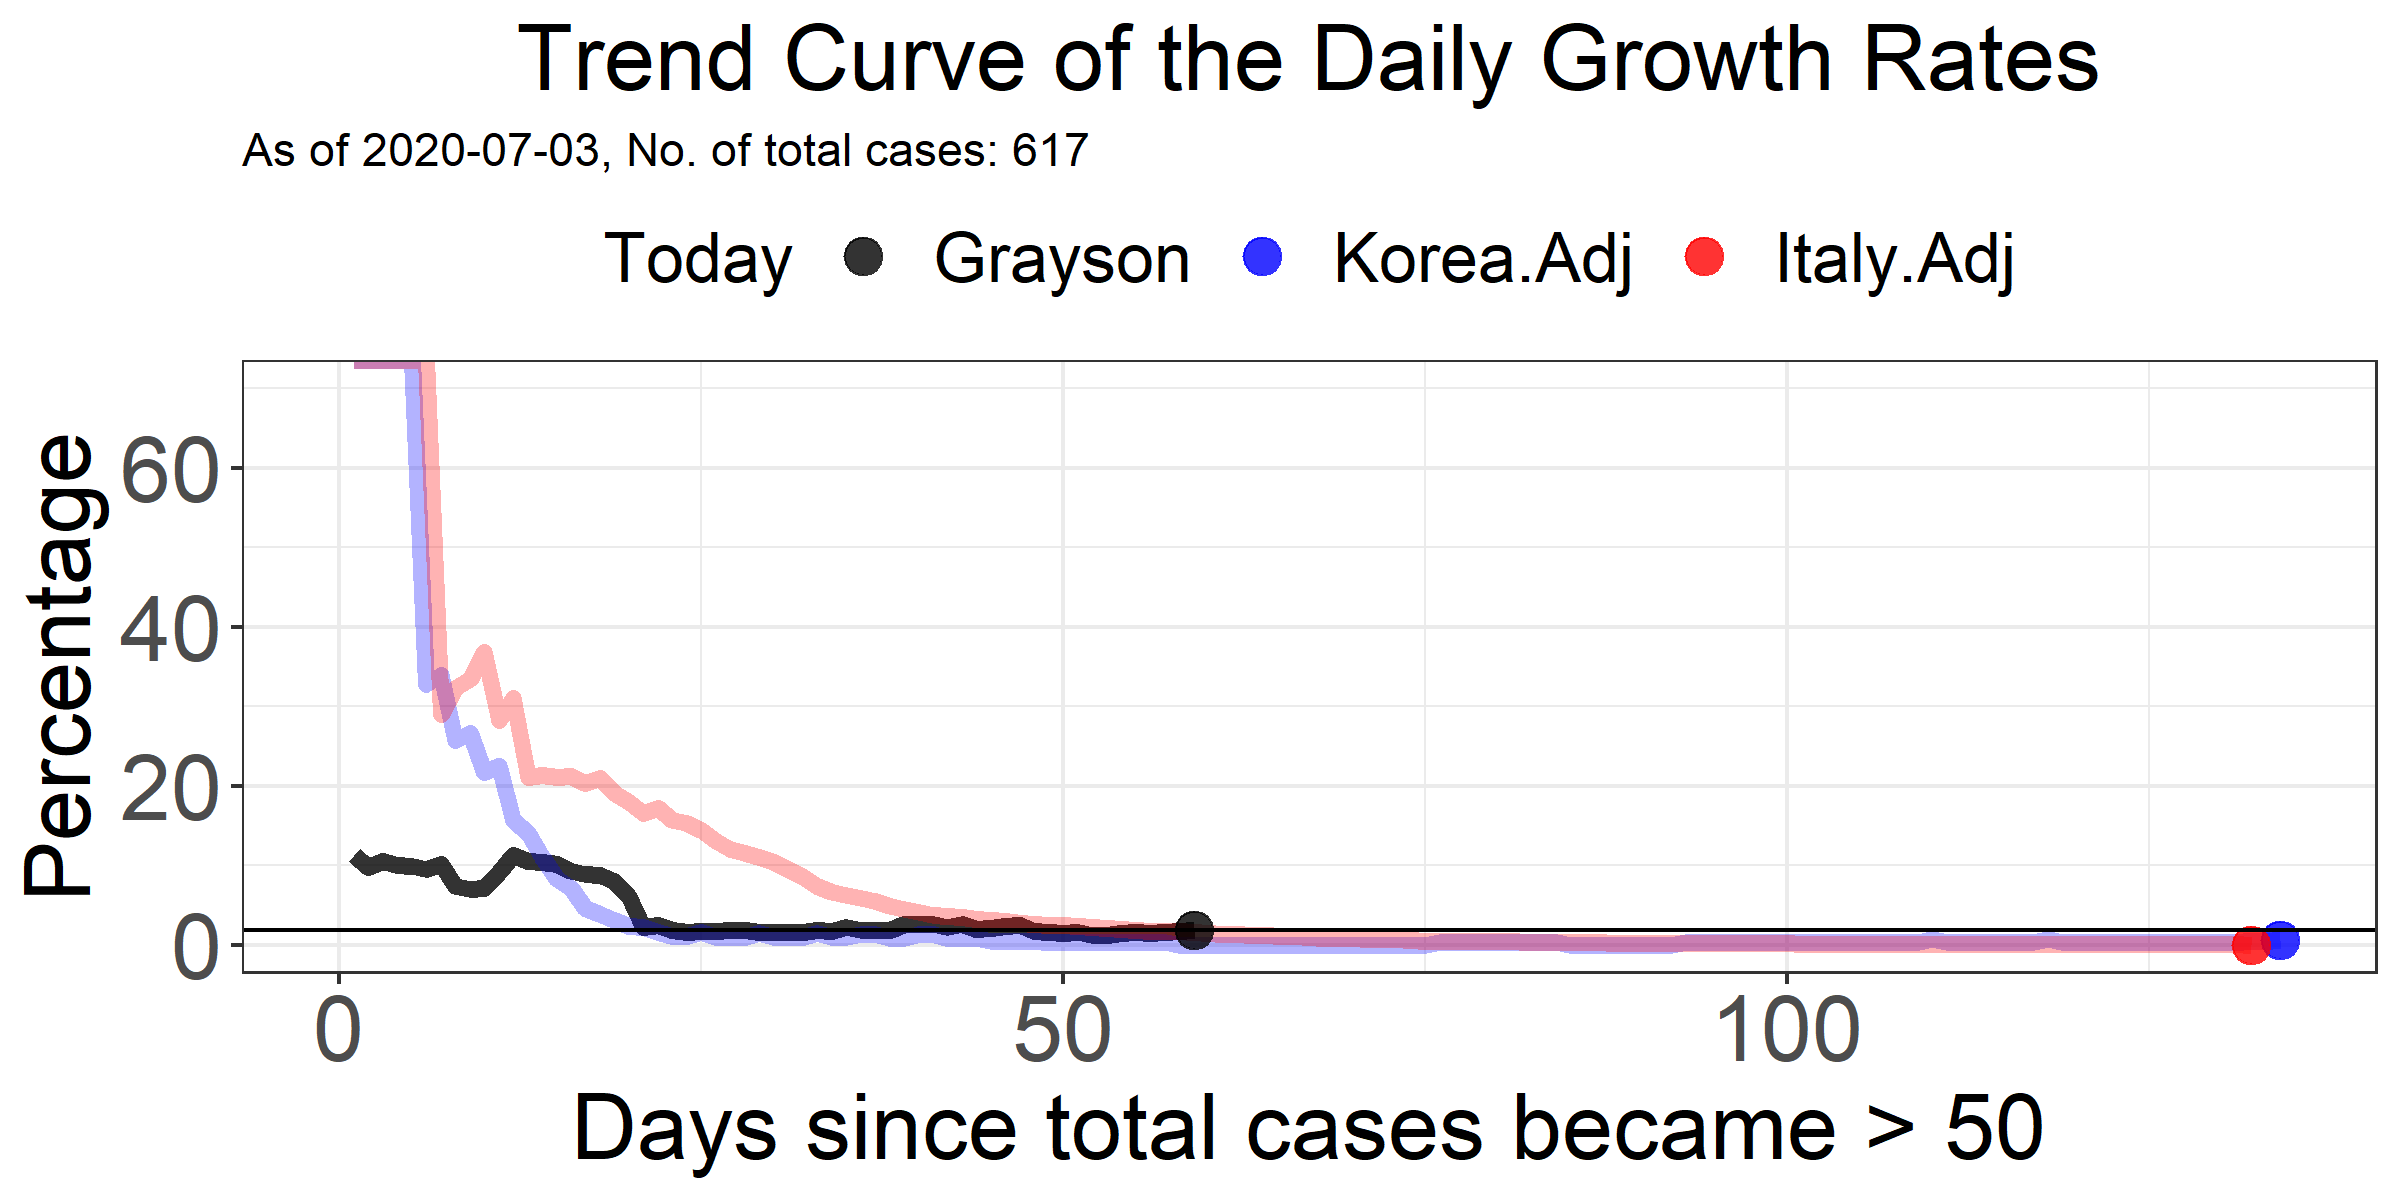 Trend Curve of the Daily Growth Rates
As of 2020-07-03, No. of total cases: 617
Today Grayson Korea.Adj Italy.Adj
Percentage
60
40
20
0
0 50 100
Days since total cases became > 50